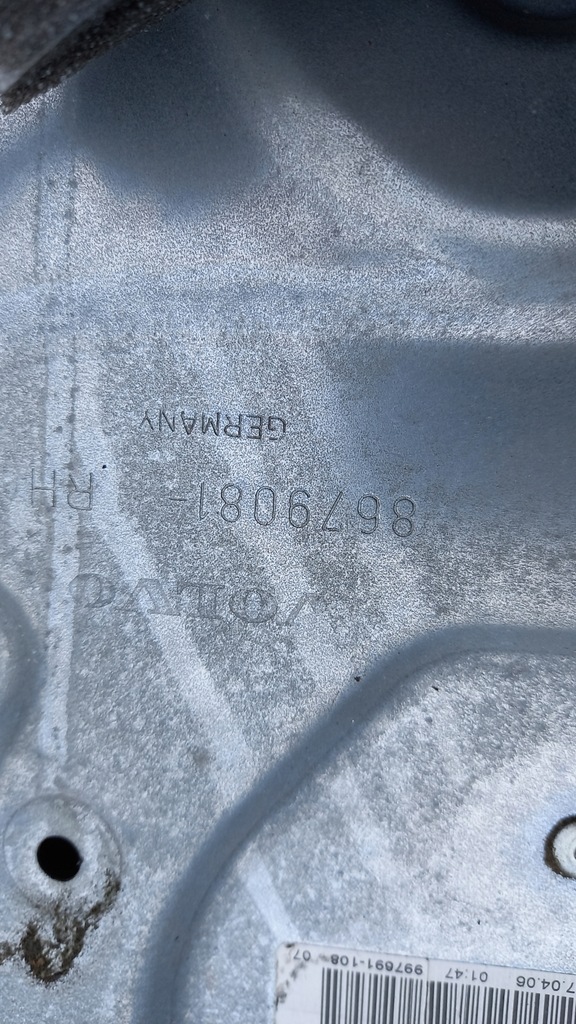 VOLVO
8679081- RH
GERMANY
7.04.06 01:47 997691-108 07